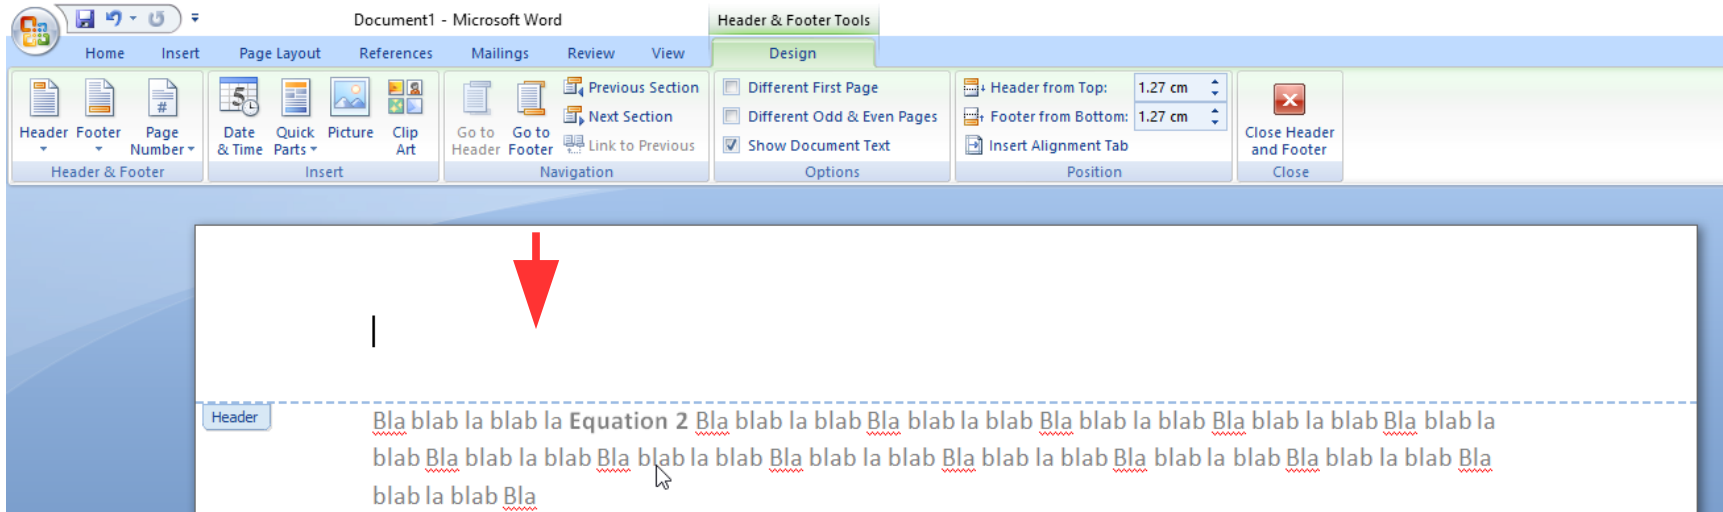 Document1 - Microsoft Word
Header & Footer Tools
Home Insert Page Layout References Mailings Review View Design
Header
Footer
Page
Number
Header & Footer
5
Date
& Time
Quick
Parts
Picture
Clip
Art
Insert
Go to
Header
Go to
Footer
Previous Section
Next Section
Link to Previous
Navigation
Different First Page
Different Odd & Even Pages
Show Document Text
Options
Header from Top: 1.27 cm
Footer from Bottom: 1.27 cm
Insert Alignment Tab
Position
Close Header
and Footer
Close
Header
Bla blab la blab la Equation 2 Bla blab la blab Bla blab la blab Bla blab la blab Bla blab la blab Bla blab la
blab Bla blab la blab Bla blab la blab Bla blab la blab Bla blab la blab Bla blab la blab Bla blab la blab Bla
blab la blab Bla